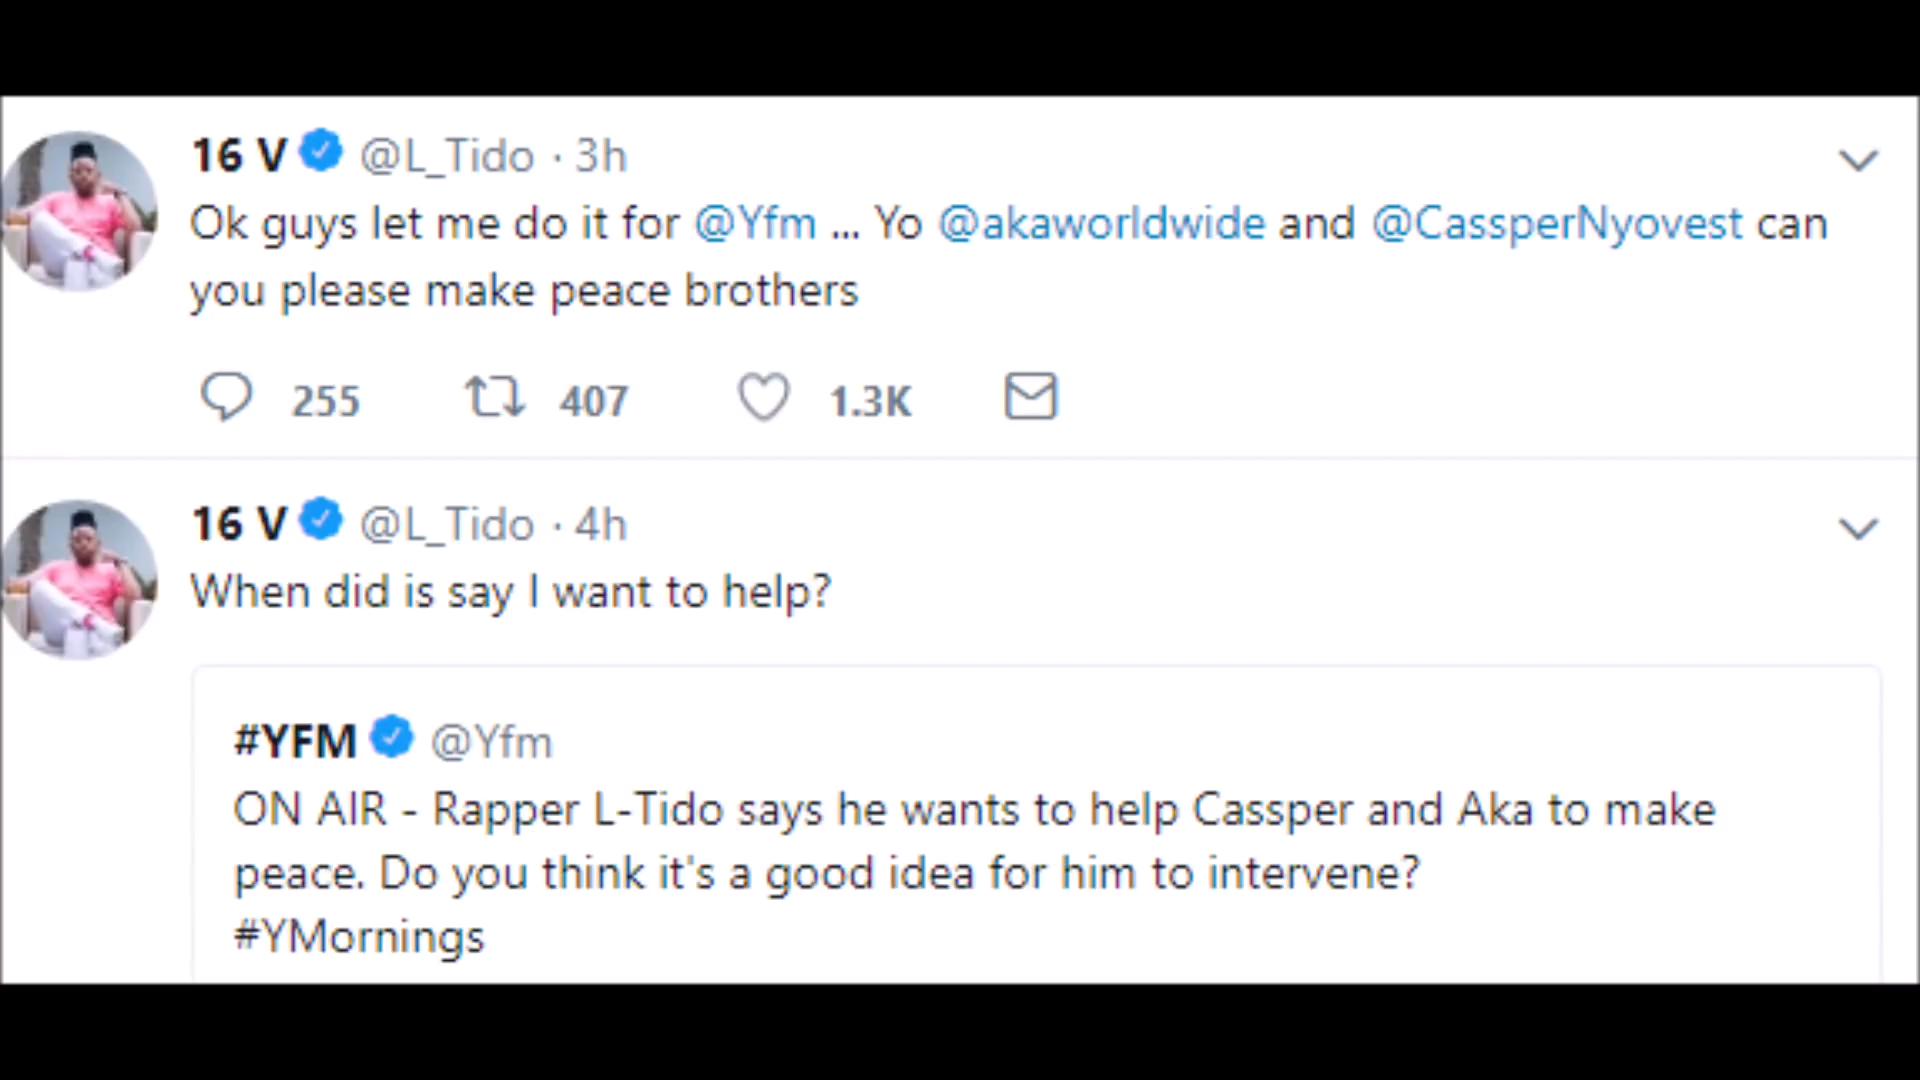 16 V @L_Tido · 3h
Ok guys let me do it for @Yfm ... Yo @akaworldwide and @CassperNyovest can
you please make peace brothers
255 407 1.3K
16 V @L_Tido · 4h
When did is say I want to help?
#YFM @Yfm
ON AIR - Rapper L-Tido says he wants to help Cassper and Aka to make
peace. Do you think it's a good idea for him to intervene?
#YMornings